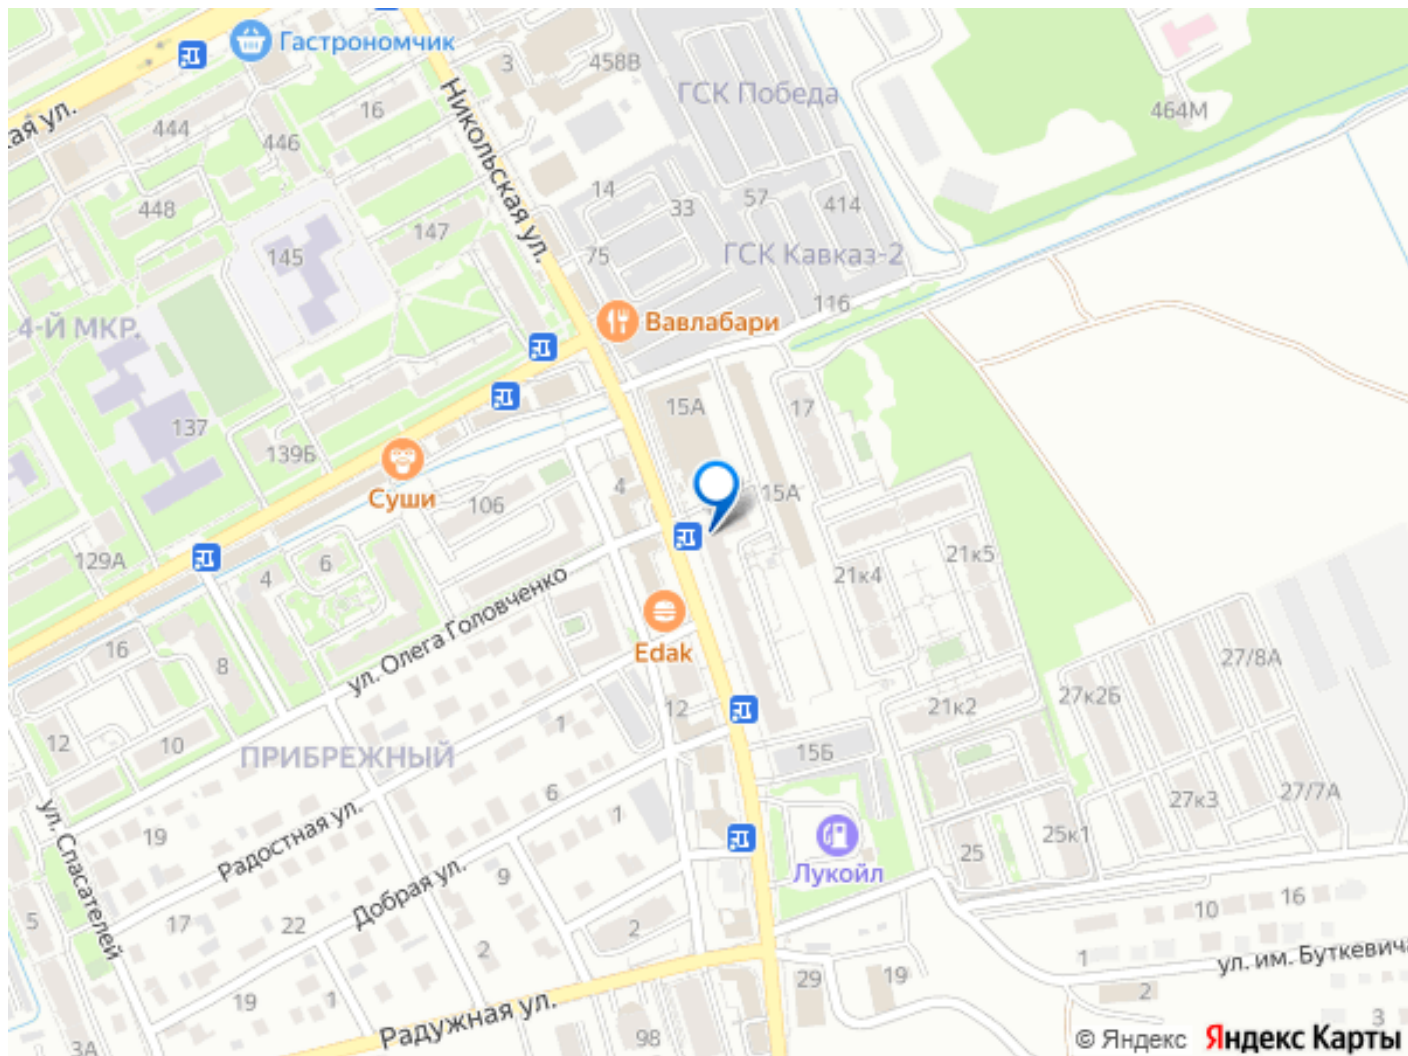 Гастрономчик
3
458В
ГСК Победа
464М
кая ул.
444
16
446
Никольская ул.
448
147
14
33
57
414
145
75
ГСК Кавказ-2
116
4-Й МКР.
Вавлабари
137
139Б
15А
17
Суши
106
4
15А
129А
4
6
21к4
21к5
ул. Олега Головченко
Edak
16
8
27/8А
27к2Б
21к2
12
1
12
10
ПРИБРЕЖНЫЙ
15Б
6
1
27к3
27/7А
19
Радостная ул.
Лукойл
25
25к1
ул. Спасателей
Добрая ул.
9
5
17
22
2
2
10
16
1
ул. им. Буткевича
19
1
29
19
2
Радужная ул.
98
3А
3
© Яндекс Яндекс Карты